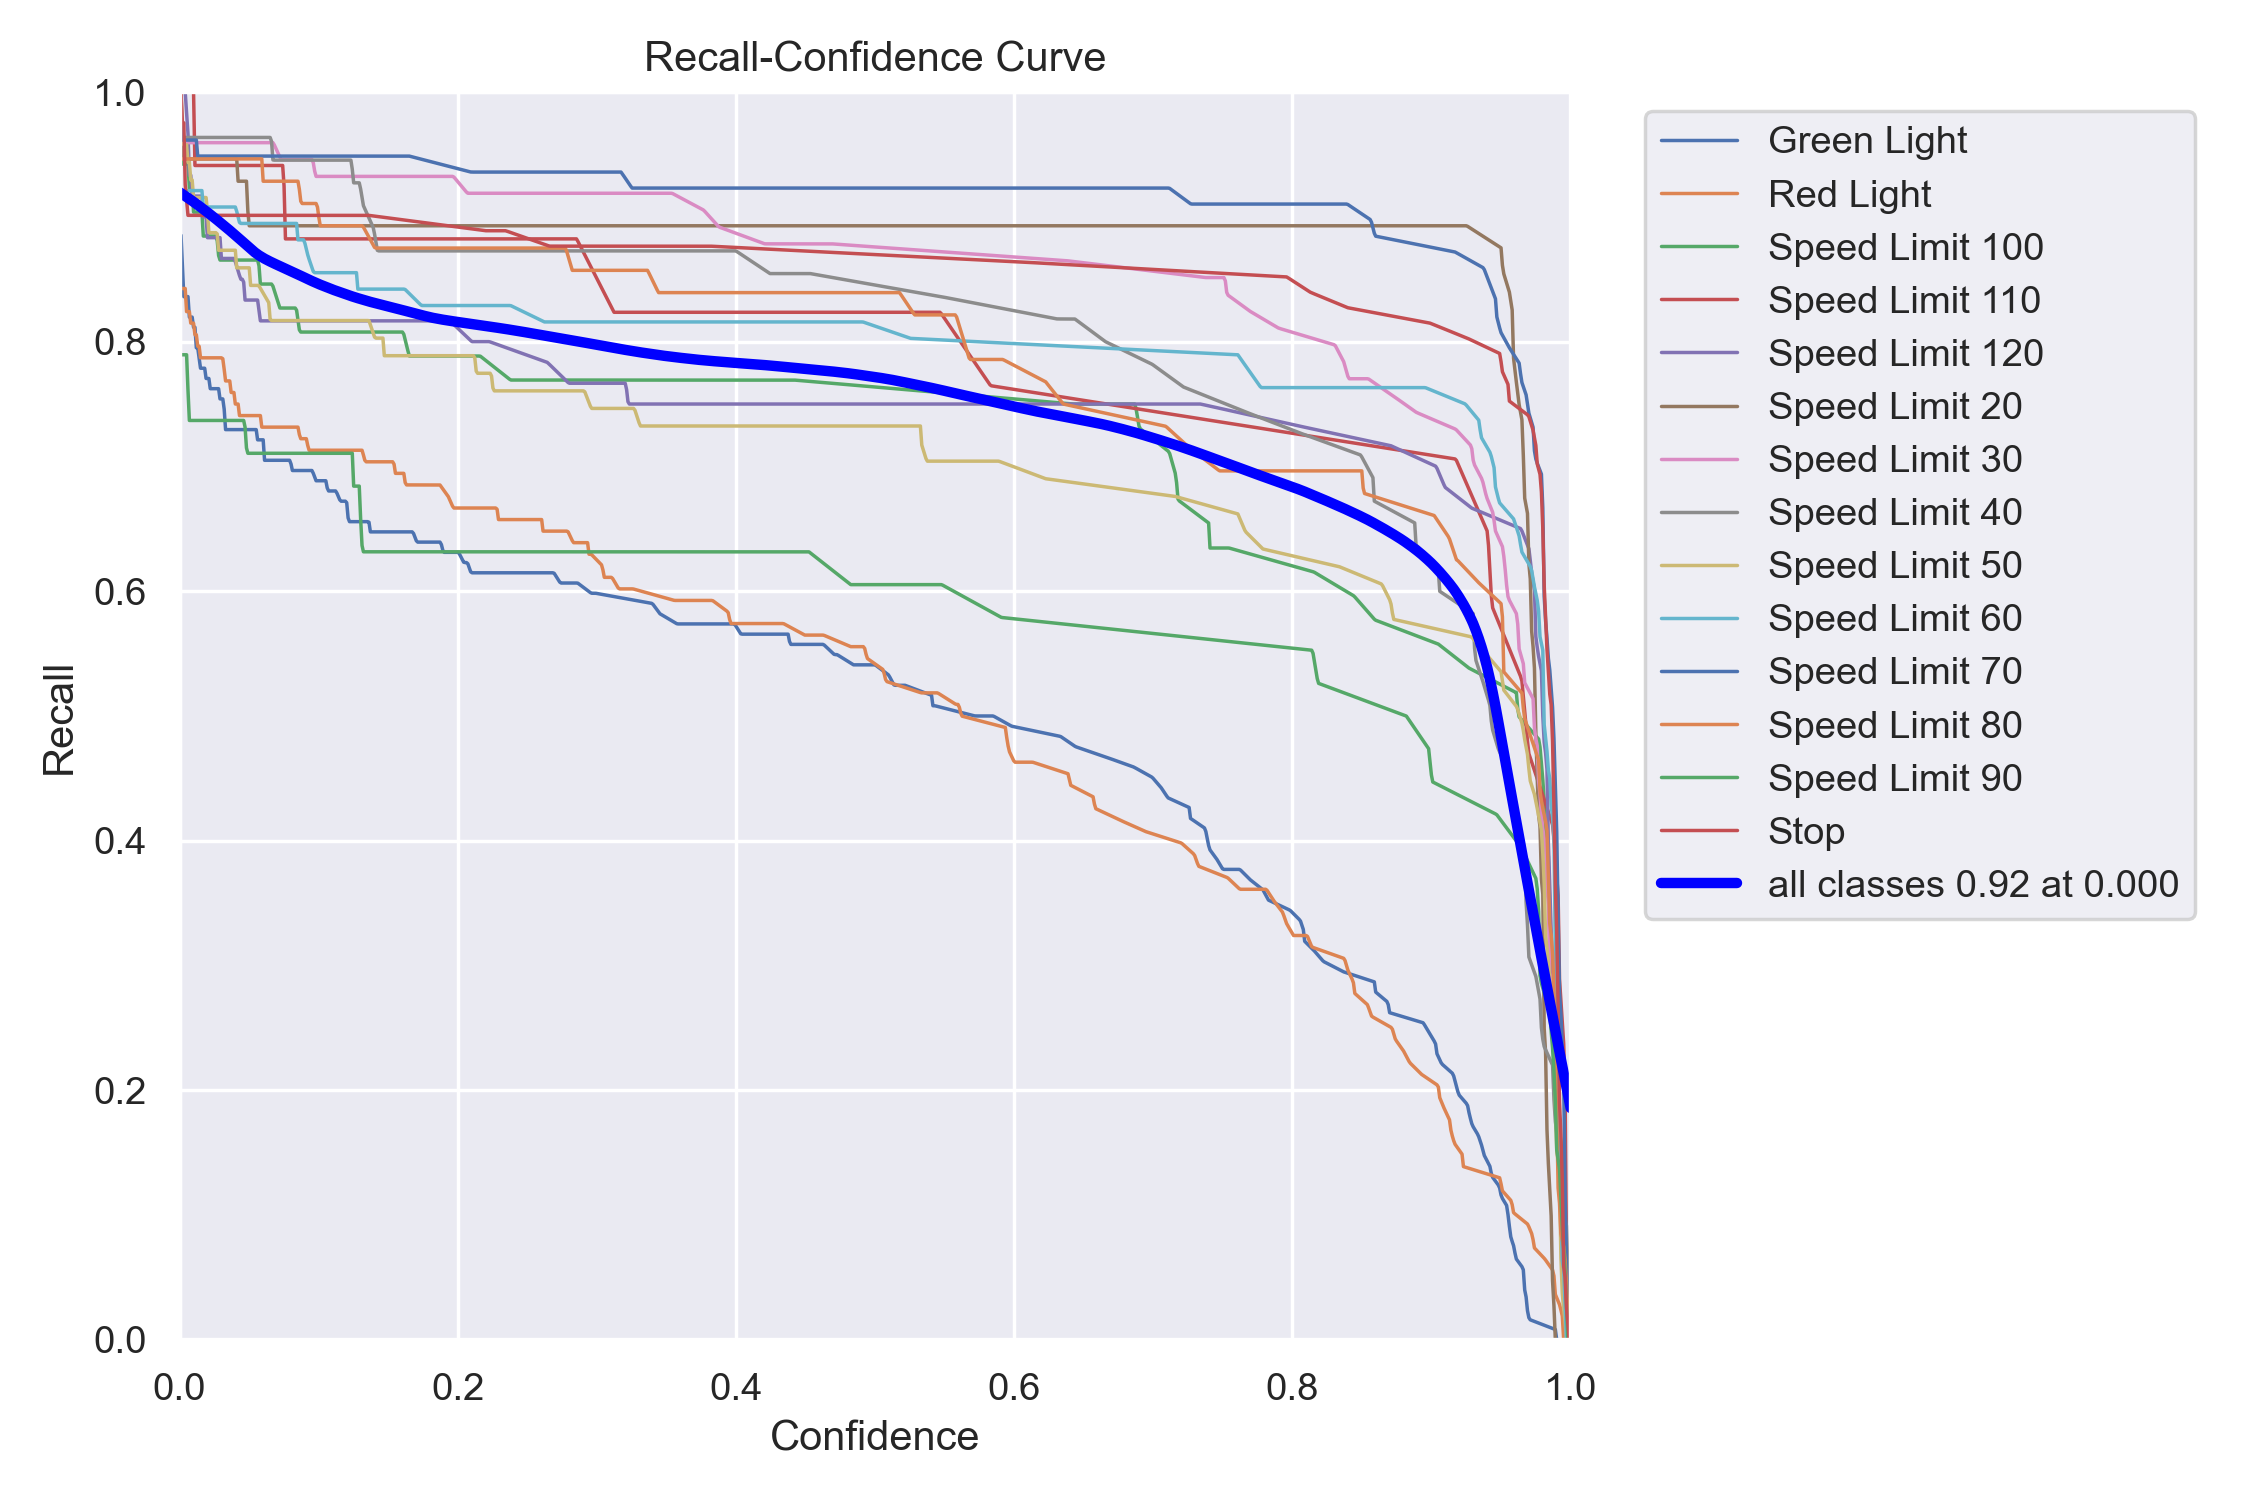 Recall-Confidence Curve
1.0
0.8
0.6
0.4
0.2
0.0
Recall
0.0 0.2 0.4 0.6 0.8 1.0
Confidence
Green Light
Red Light
Speed Limit 100
Speed Limit 110
Speed Limit 120
Speed Limit 20
Speed Limit 30
Speed Limit 40
Speed Limit 50
Speed Limit 60
Speed Limit 70
Speed Limit 80
Speed Limit 90
Stop
all classes 0.92 at 0.000